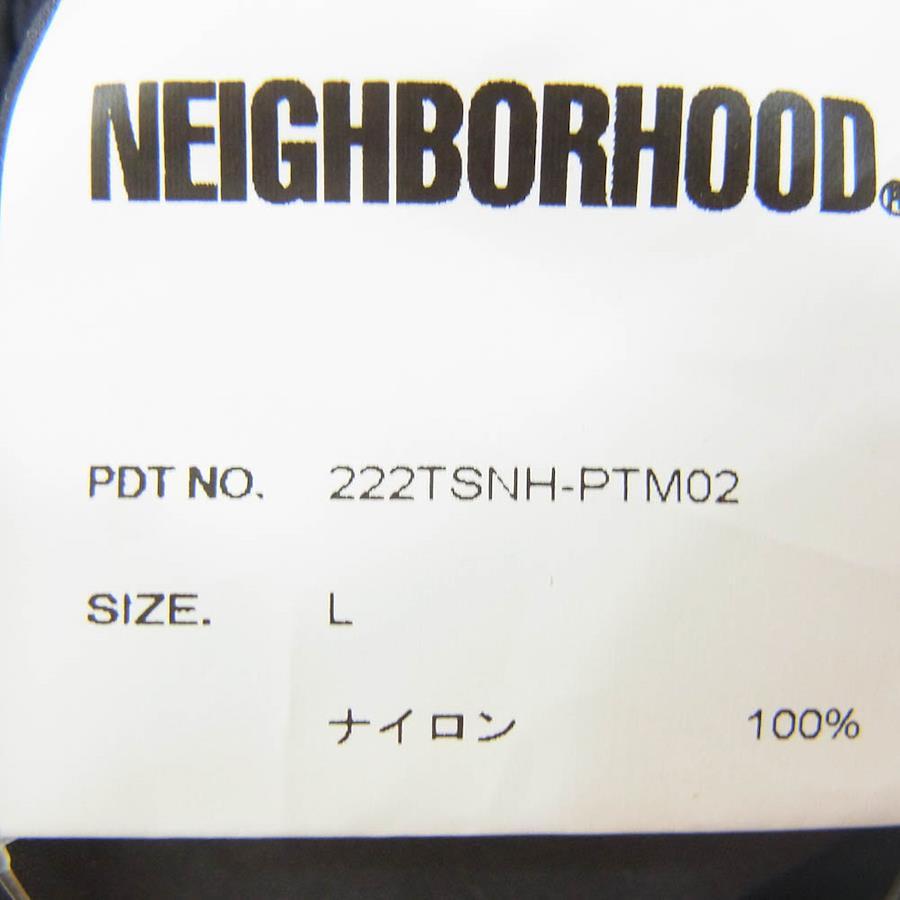 NEIGHBORHOOD®
PDT NO. 222TSNH-PTM02
SIZE. L
ナイロン 100%